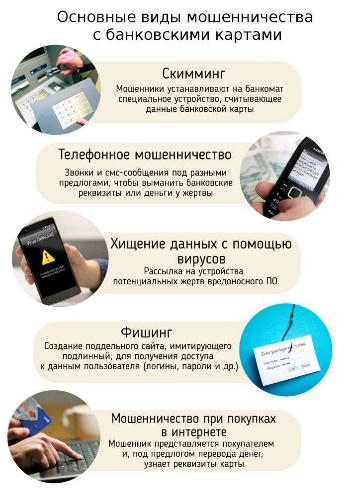 Основные виды мошенничества
с банковскими картами
Скимминг
Мошенники устанавливают на банкомат
специальное устройство, считывающее
данные банковской карты
Телефонное мошенничество
Звонки и смс-сообщения под разными
предлогами, чтобы выманить банковские
реквизиты или деньги у жертвы
Хищение данных с помощью
вирусов
Рассылка на устройства
потенциальных жертв вредоносного ПО
Фишинг
Создание поддельного сайта, имитирующего
подлинный, для получения доступа
к данным пользователя (логины, пароли и др.)
Мошенничество при покупках
в интернете
Мошенник представляется покупателем
и, под предлогом перевода денег,
узнает реквизиты карты